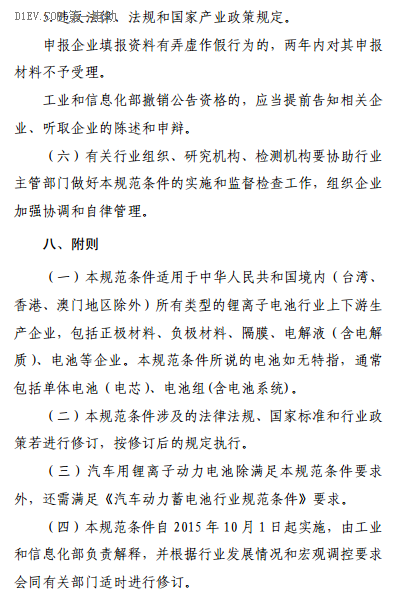 5.违反法律、法规和国家产业政策规定。
申报企业填报资料有弄虚作假行为的，两年内对其申报
材料不予受理。
工业和信息化部撤销公告资格的，应当提前告知相关企
业、听取企业的陈述和申辩。
（六）有关行业组织、研究机构、检测机构要协助行业
主管部门做好本规范条件的实施和监督检查工作，组织企业
加强协调和自律管理。
八、附则
（一）本规范条件适用于中华人民共和国境内（台湾、
香港、澳门地区除外）所有类型的锂离子电池行业上下游生
产企业，包括正极材料、负极材料、隔膜、电解液（含电解
质）、电池等企业。本规范条件所说的电池如无特指，通常
包括单体电池（电芯）、电池组(含电池系统)。
（二）本规范条件涉及的法律法规、国家标准和行业政
策若进行修订，按修订后的规定执行。
（三）汽车用锂离子动力电池除满足本规范条件要求
外，还需满足《汽车动力蓄电池行业规范条件》要求。
（四）本规范条件自 2015 年 10 月 1 日起实施，由工业
和信息化部负责解释，并根据行业发展情况和宏观调控要求
会同有关部门适时进行修订。